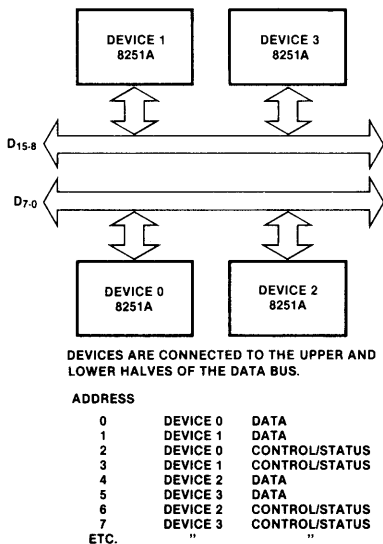 DEVICE 1
8251A
DEVICE 3
8251A
D15-8
D7-0
DEVICE 0
8251A
DEVICE 2
8251A
DEVICES ARE CONNECTED TO THE UPPER AND
LOWER HALVES OF THE DATA BUS.
ADDRESS
0 DEVICE 0 DATA
1 DEVICE 1 DATA
2 DEVICE 0 CONTROL/STATUS
3 DEVICE 1 CONTROL/STATUS
4 DEVICE 2 DATA
5 DEVICE 3 DATA
6 DEVICE 2 CONTROL/STATUS
7 DEVICE 3 CONTROL/STATUS
ETC. " "